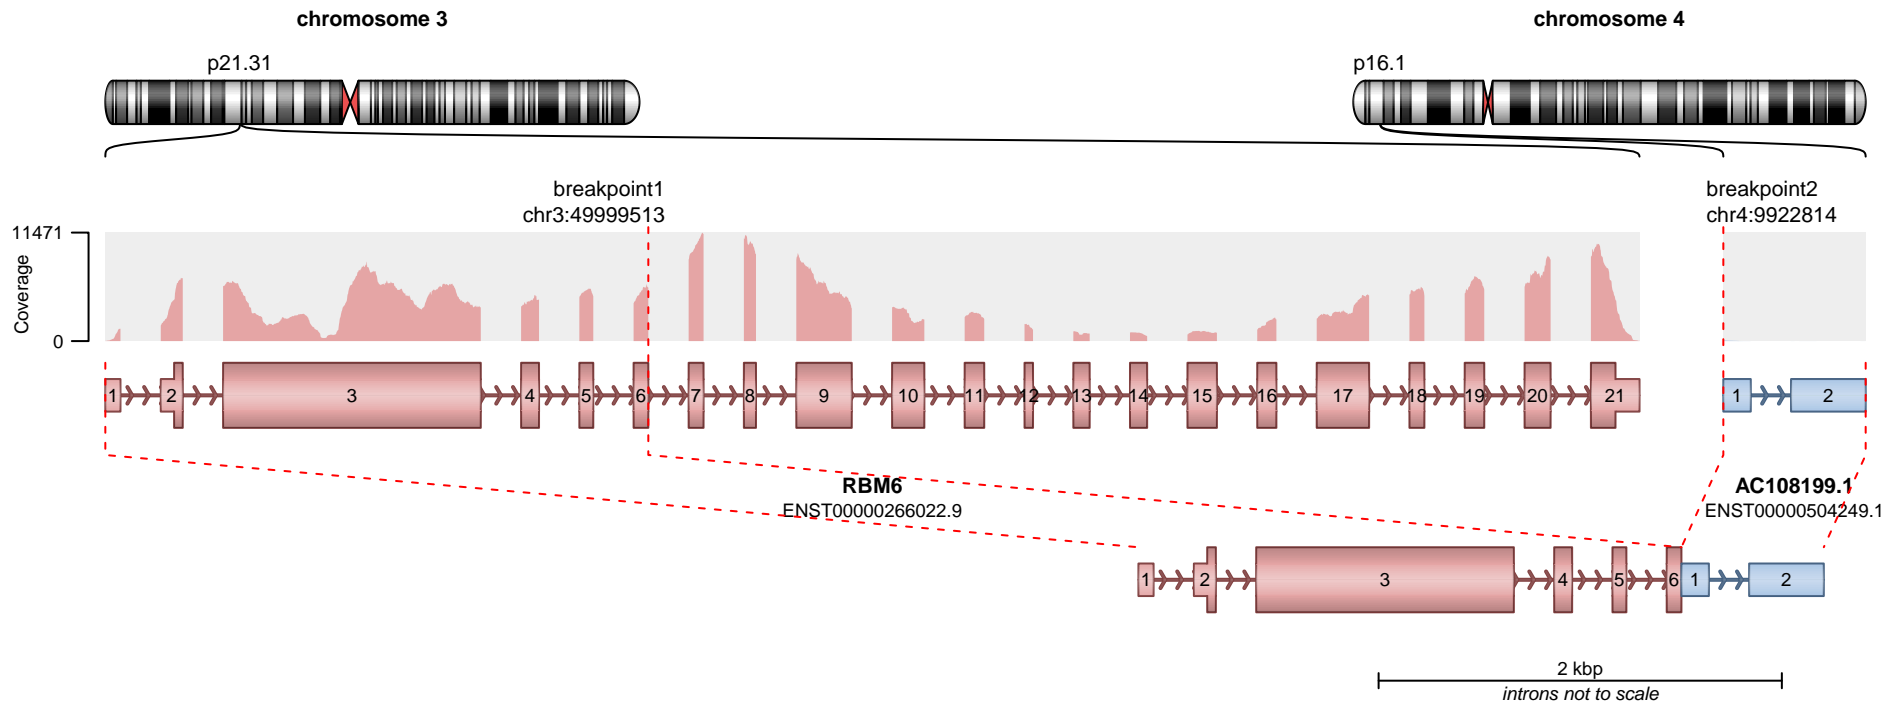 chromosome 3
chromosome 4
p21.31
p16.1
breakpoint1
chr3:49999513
breakpoint2
chr4:9922814
11471
Coverage
0
1 2 3 4 5 6 7 8 9 10 11 12 13 14 15 16 17 18 19 20 21 1 2
RBM6
ENST00000266022.9
AC108199.1
ENST00000504249.1
1 2 3 4 5 6 1 2
2 kbp
introns not to scale